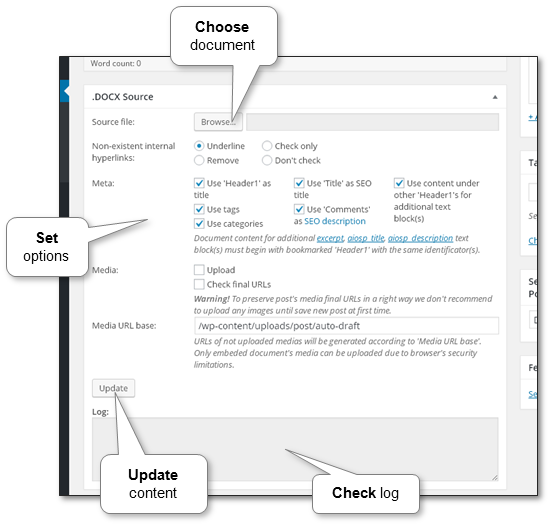 Choose
document
Word count: 0
.DOCX Source
Source file:
Browse...
+ A
Non-existent internal
hyperlinks:
Underline
Check only
Remove
Don't check
Ta
Meta:
Use 'Header1' as
title
Use 'Title' as SEO
title
Use content under
other 'Header1's for
additional text
block(s)
Use tags
Use 'Comments'
as SEO description
Use categories
Se
Ch
Set
options
Document content for additional excerpt, aiosp_title, aiosp_description text
block(s) must begin with bookmarked 'Header1' with the same identificator(s).
Media:
Upload
Check final URLs
Se
Po
Warning! To preserve post's media final URLs in a right way we don't recommend
to upload any images until save new post at first time.
Media URL base:
/wp-content/uploads/post/auto-draft
D
URLs of not uploaded medias will be generated according to 'Media URL base'.
Only embeded document's media can be uploaded due to browser's security
limitations.
Fe
Se
Update
Log:
Update
content
Check log